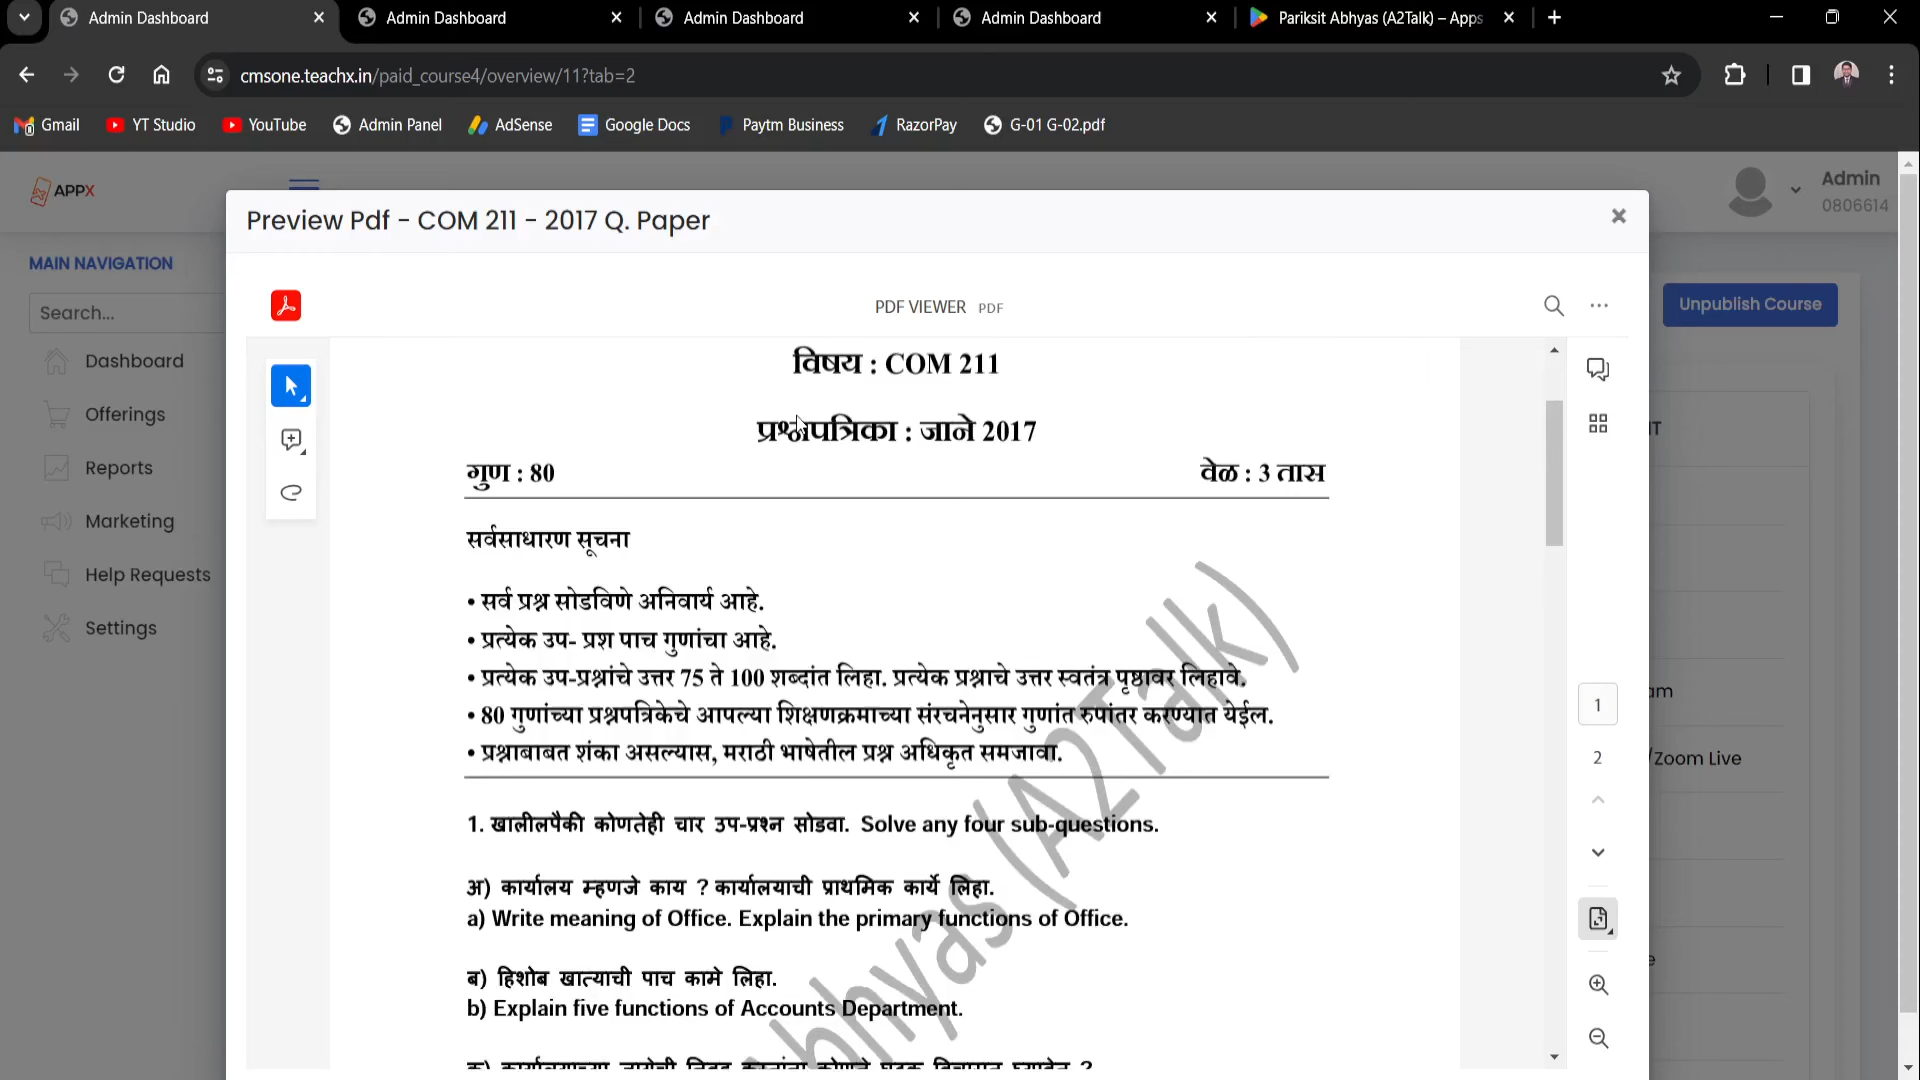 Admin Dashboard
Admin Dashboard
Admin Dashboard
Admin Dashboard
Pariksit Abhyas (A2Talk) – Apps
cmsone.teachx.in/paid_course4/overview/11?tab=2
Gmail
YT Studio
YouTube
Admin Panel
AdSense
Google Docs
Paytm Business
RazorPay
G-01 G-02.pdf
APPX
Admin
0806614
Preview Pdf - COM 211 - 2017 Q. Paper
MAIN NAVIGATION
Search...
Dashboard
Offerings
Reports
Marketing
Help Requests
Settings
Unpublish Course
PDF VIEWER PDF
विषय : COM 211
प्रश्नपत्रिका : जाने 2017
गुण : 80
वेळ : 3 तास
सर्वसाधारण सूचना
• सर्व प्रश्न सोडविणे अनिवार्य आहे.
• प्रत्येक उप- प्रश पाच गुणांचा आहे.
• प्रत्येक उप-प्रश्नांचे उत्तर 75 ते 100 शब्दांत लिहा. प्रत्येक प्रश्नाचे उत्तर स्वतंत्र पृष्ठावर लिहावे.
• 80 गुणांच्या प्रश्नपत्रिकेचे आपल्या शिक्षणक्रमाच्या संरचनेनुसार गुणांत रुपांतर करण्यात येईल.
• प्रश्नाबाबत शंका असल्यास, मराठी भाषेतील प्रश्न अधिकृत समजावा.
1. खालीलपैकी कोणतेही चार उप-प्रश्न सोडवा. Solve any four sub-questions.
अ) कार्यालय म्हणजे काय ? कार्यालयाची प्राथमिक कार्ये लिहा.
a) Write meaning of Office. Explain the primary functions of Office.
ब) हिशोब खात्याची पाच कामे लिहा.
b) Explain five functions of Accounts Department.
bhyas (A2Talk)
1
2
am
/Zoom Live